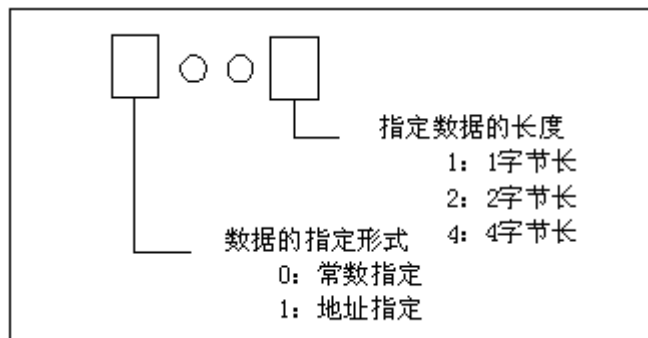 指定数据的长度
1: 1字节长
2: 2字节长
数据的指定形式
4: 4字节长
0: 常数指定
1: 地址指定